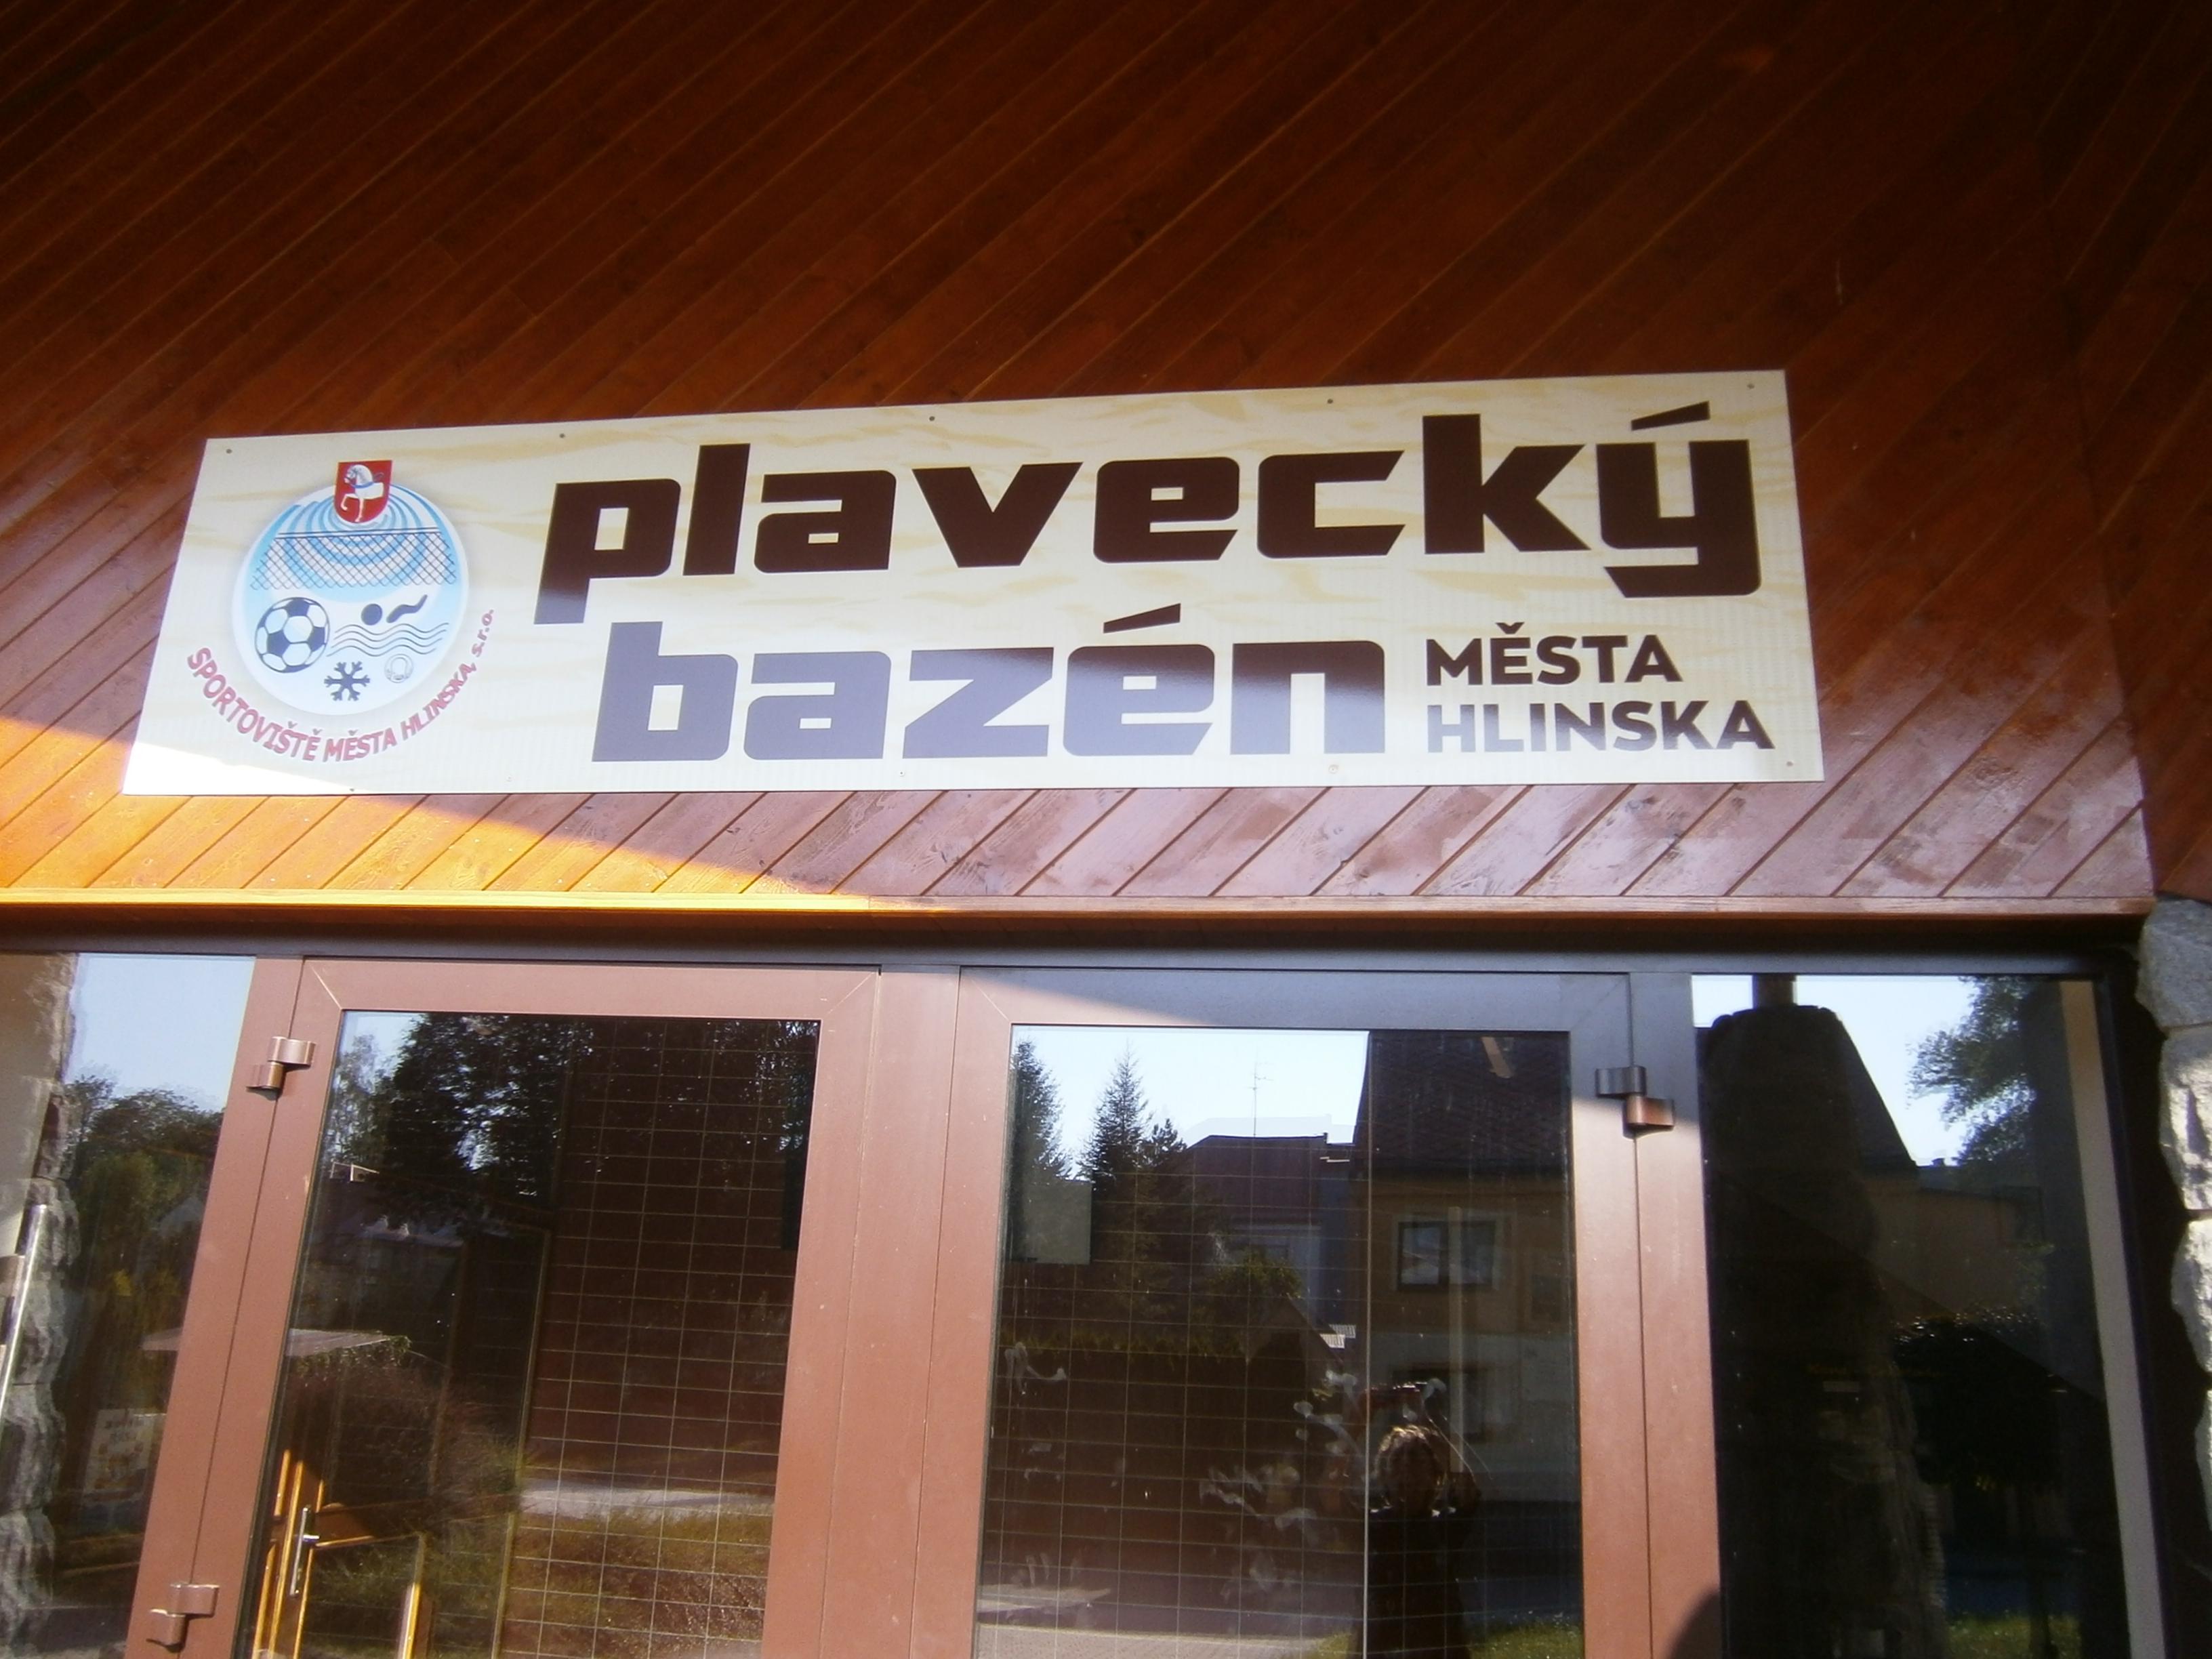 SPORTOVIŠTĚ MĚSTA HLINSKA, s.r.o.
plavecký
bazén
MĚSTA
HLINSKA